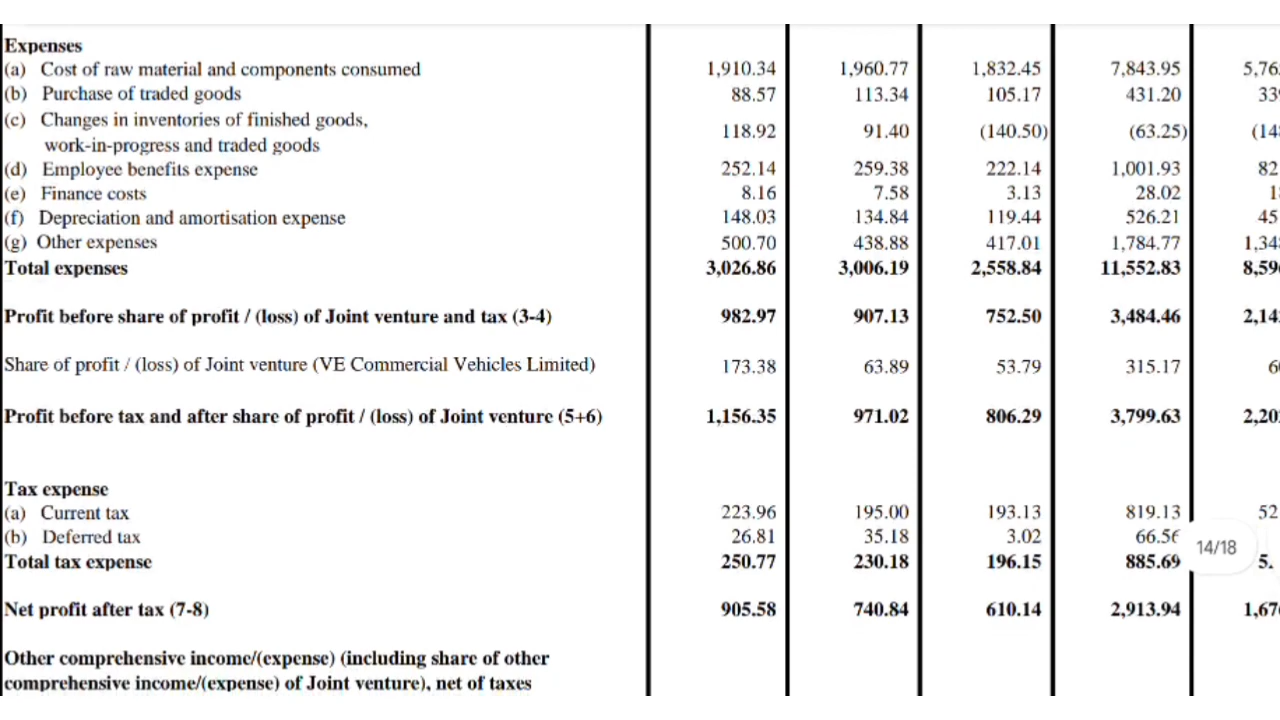 Expenses
(a) Cost of raw material and components consumed 1,910.34 1,960.77 1,832.45 7,843.95
(b) Purchase of traded goods 88.57 113.34 105.17 431.20
(c) Changes in inventories of finished goods,
work-in-progress and traded goods 118.92 91.40 (140.50) (63.25)
(d) Employee benefits expense 252.14 259.38 222.14 1,001.93
(e) Finance costs 8.16 7.58 3.13 28.02
(f) Depreciation and amortisation expense 148.03 134.84 119.44 526.21
(g) Other expenses 500.70 438.88 417.01 1,784.77
Total expenses 3,026.86 3,006.19 2,558.84 11,552.83
Profit before share of profit / (loss) of Joint venture and tax (3-4) 982.97 907.13 752.50 3,484.46
Share of profit / (loss) of Joint venture (VE Commercial Vehicles Limited) 173.38 63.89 53.79 315.17
Profit before tax and after share of profit / (loss) of Joint venture (5+6) 1,156.35 971.02 806.29 3,799.63
Tax expense
(a) Current tax 223.96 195.00 193.13 819.13
(b) Deferred tax 26.81 35.18 3.02 66.56
14/18
Total tax expense 250.77 230.18 196.15 885.69
Net profit after tax (7-8) 905.58 740.84 610.14 2,913.94
Other comprehensive income/(expense) (including share of other
comprehensive income/(expense) of Joint venture), net of taxes